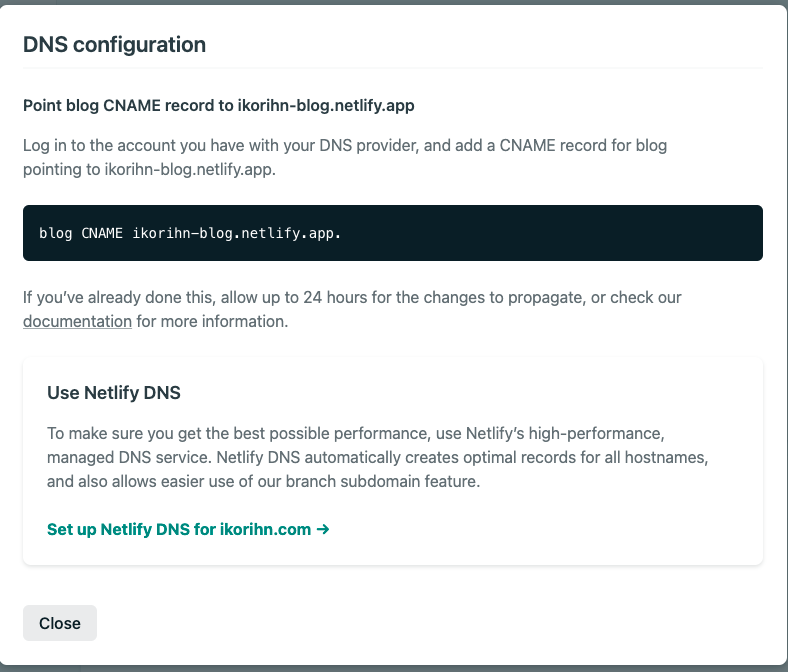 DNS configuration
Point blog CNAME record to ikorihn-blog.netlify.app
Log in to the account you have with your DNS provider, and add a CNAME record for blog
pointing to ikorihn-blog.netlify.app.
blog CNAME ikorihn-blog.netlify.app.
If you’ve already done this, allow up to 24 hours for the changes to propagate, or check our
documentation for more information.
Use Netlify DNS
To make sure you get the best possible performance, use Netlify’s high-performance,
managed DNS service. Netlify DNS automatically creates optimal records for all hostnames,
and also allows easier use of our branch subdomain feature.
Set up Netlify DNS for ikorihn.com →
Close